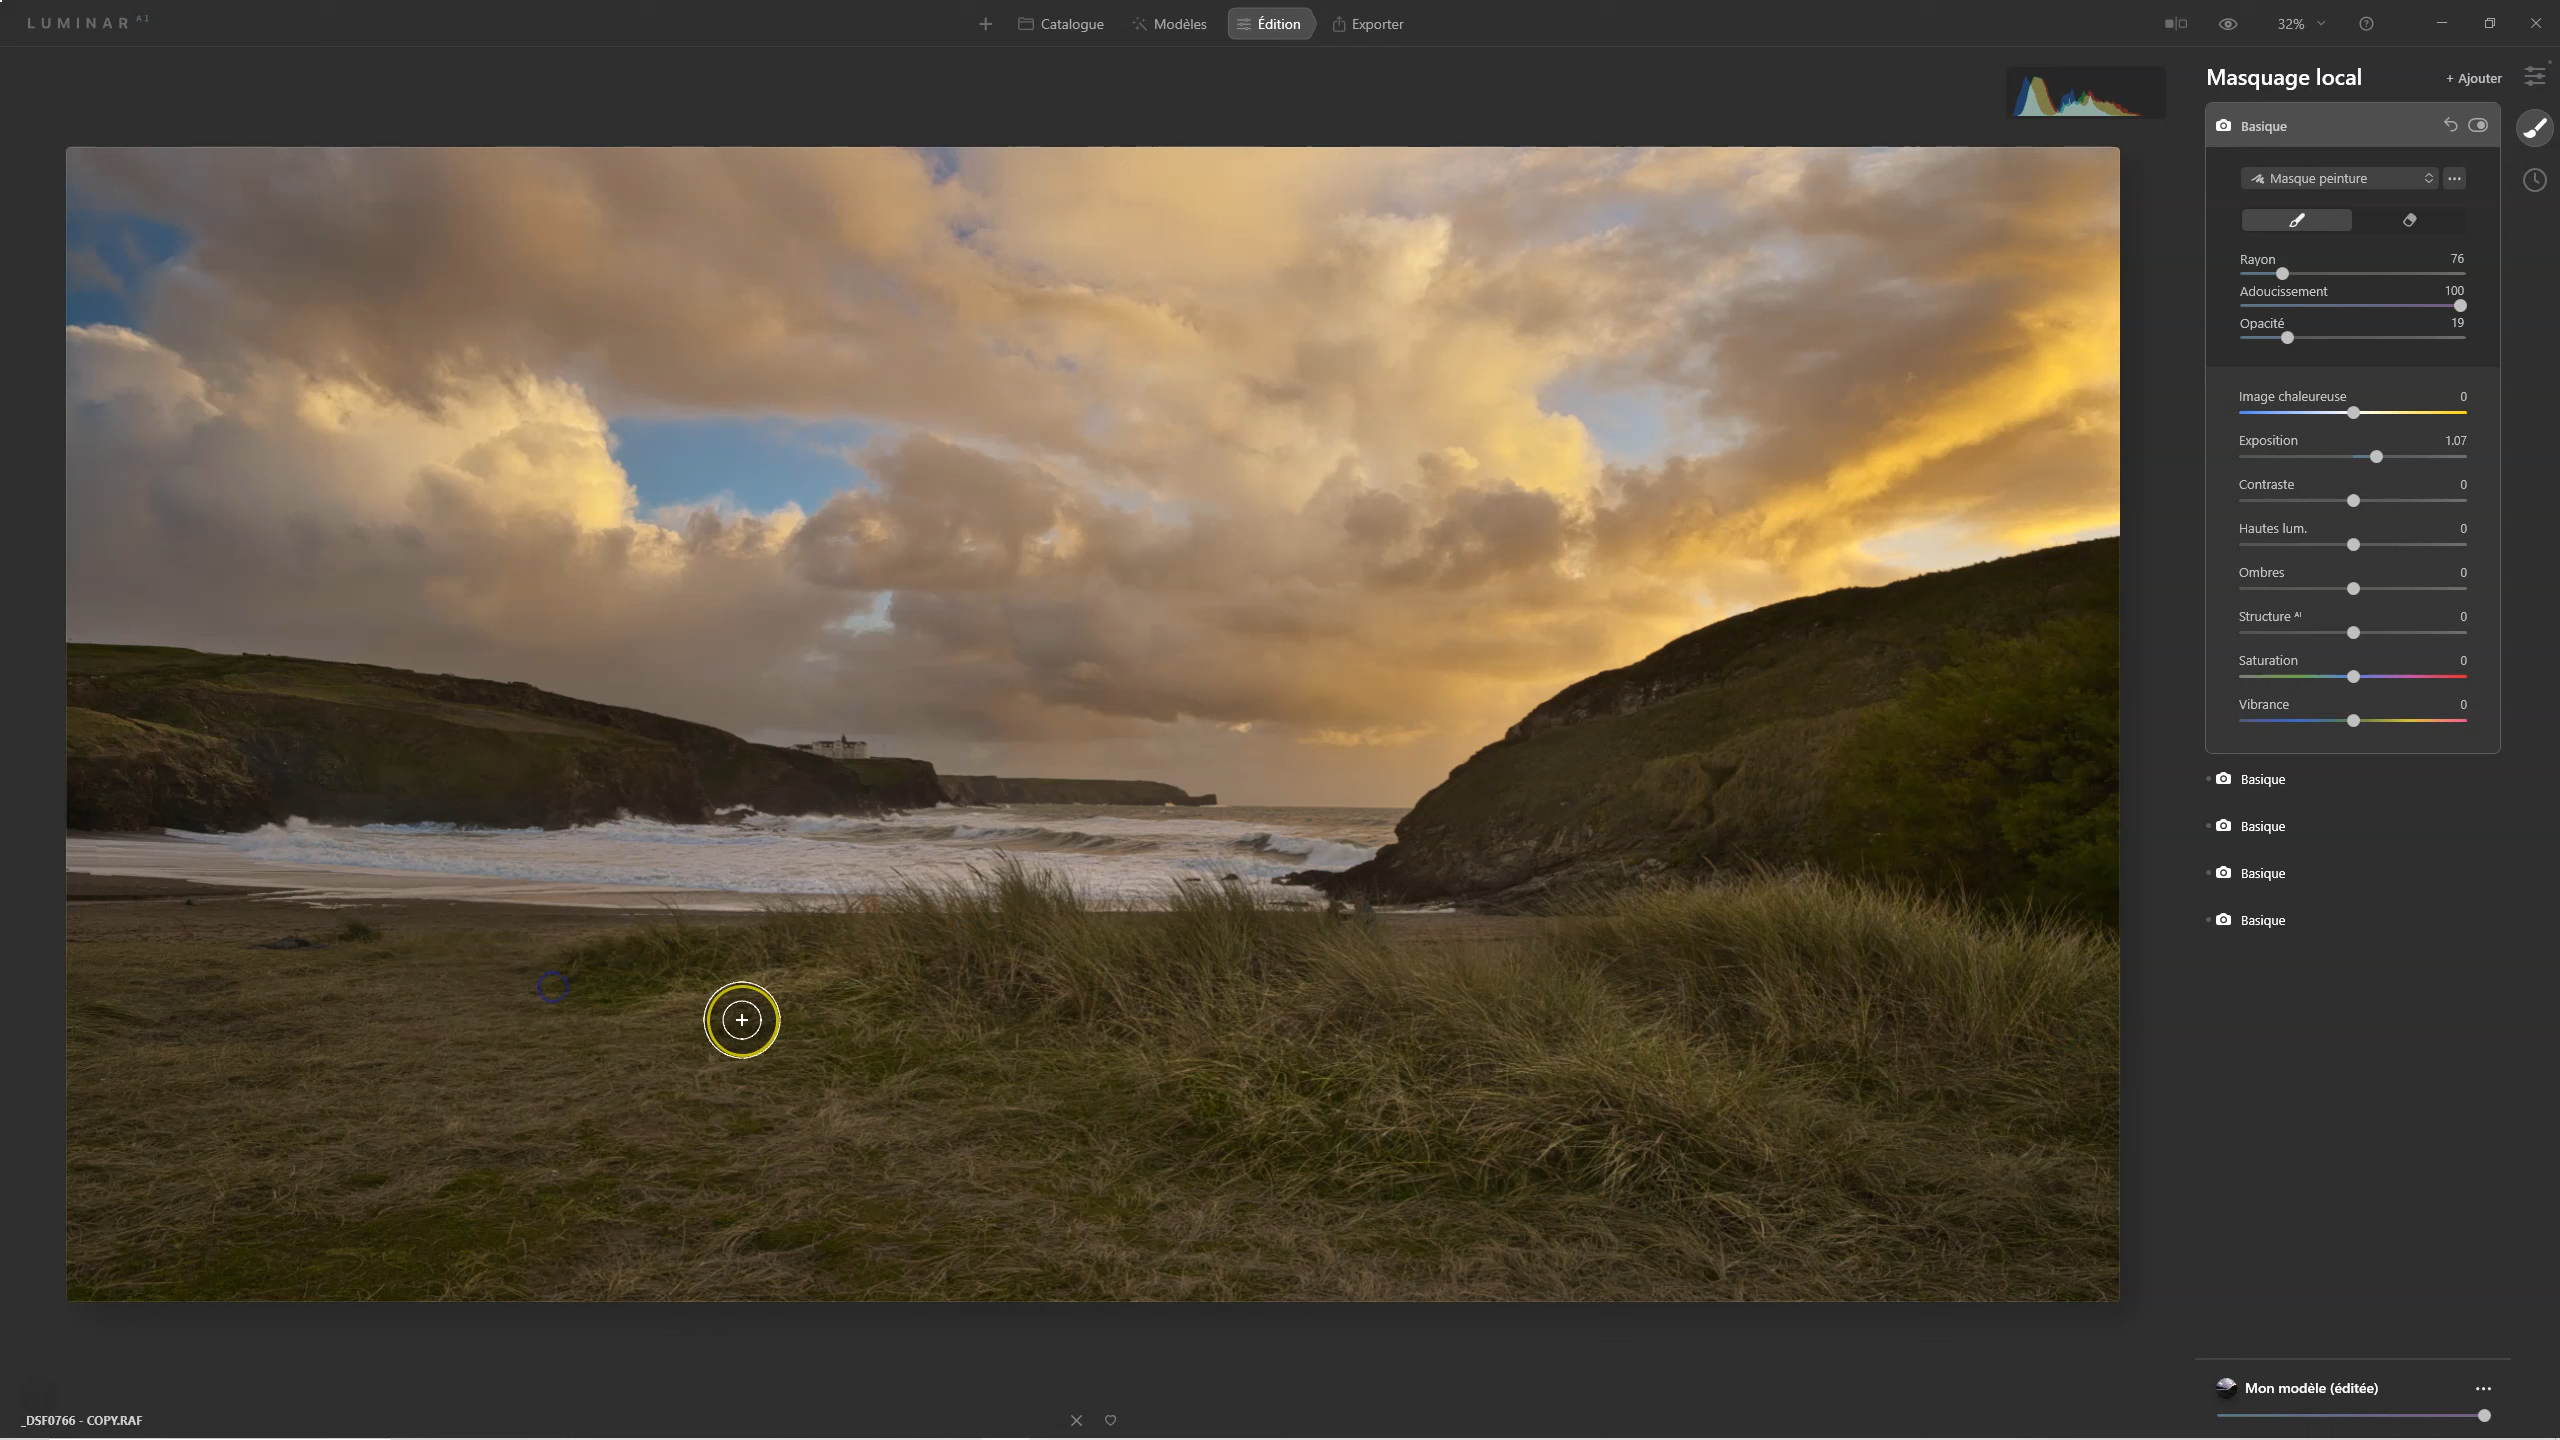 LUMINAR AI
Catalogue
Modèles
Édition
Exporter
32%
Masquage local
+ Ajouter
Basique
Masque peinture
Rayon 76
Adoucissement 100
Opacité 19
Image chaleureuse 0
Exposition 1.07
Contraste 0
Hautes lum. 0
Ombres 0
Structure AI 0
Saturation 0
Vibrance 0
Basique
Basique
Basique
Basique
Mon modèle (éditée)
_DSF0766 - COPY.RAF